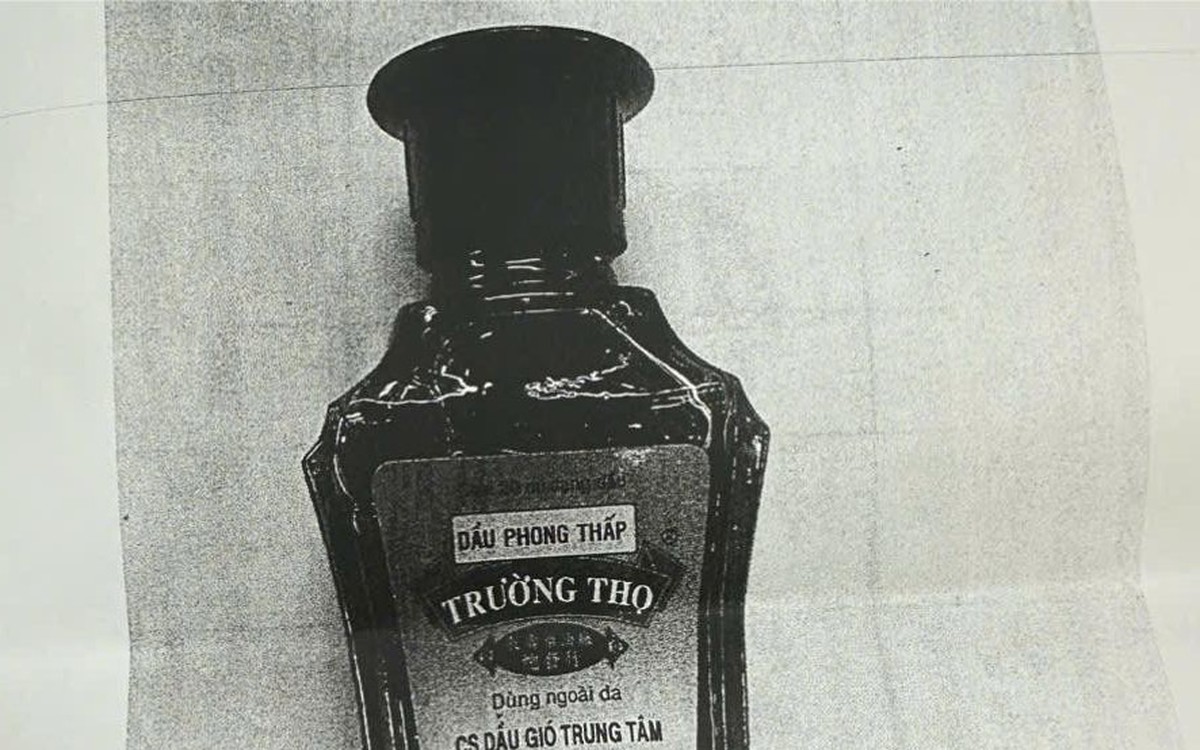 DẦU PHONG THẤP
®
TRƯỜNG THỌ
Dùng ngoài da
CS DẦU GIÓ TRUNG TÂM